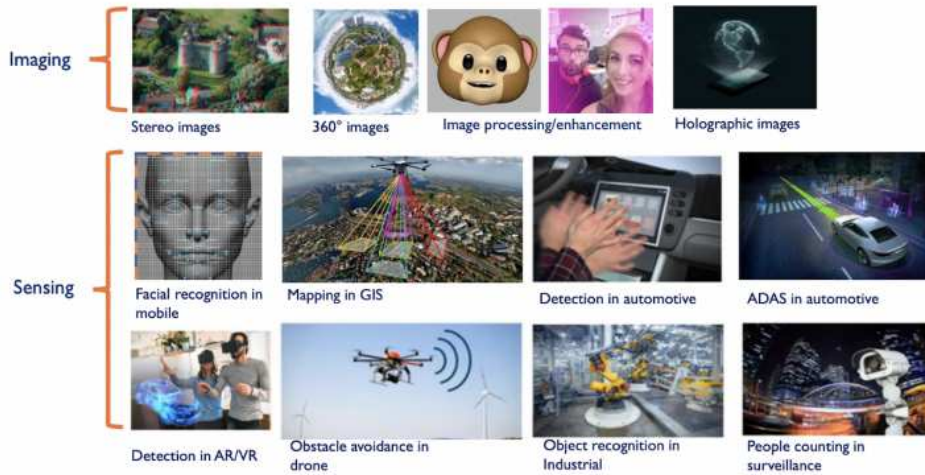 Imaging
Stereo images
360° images
Image processing/enhancement
Holographic images
Sensing
Facial recognition in
mobile
Mapping in GIS
Detection in automotive
ADAS in automotive
Detection in AR/VR
Obstacle avoidance in
drone
Object recognition in
Industrial
People counting in
surveillance